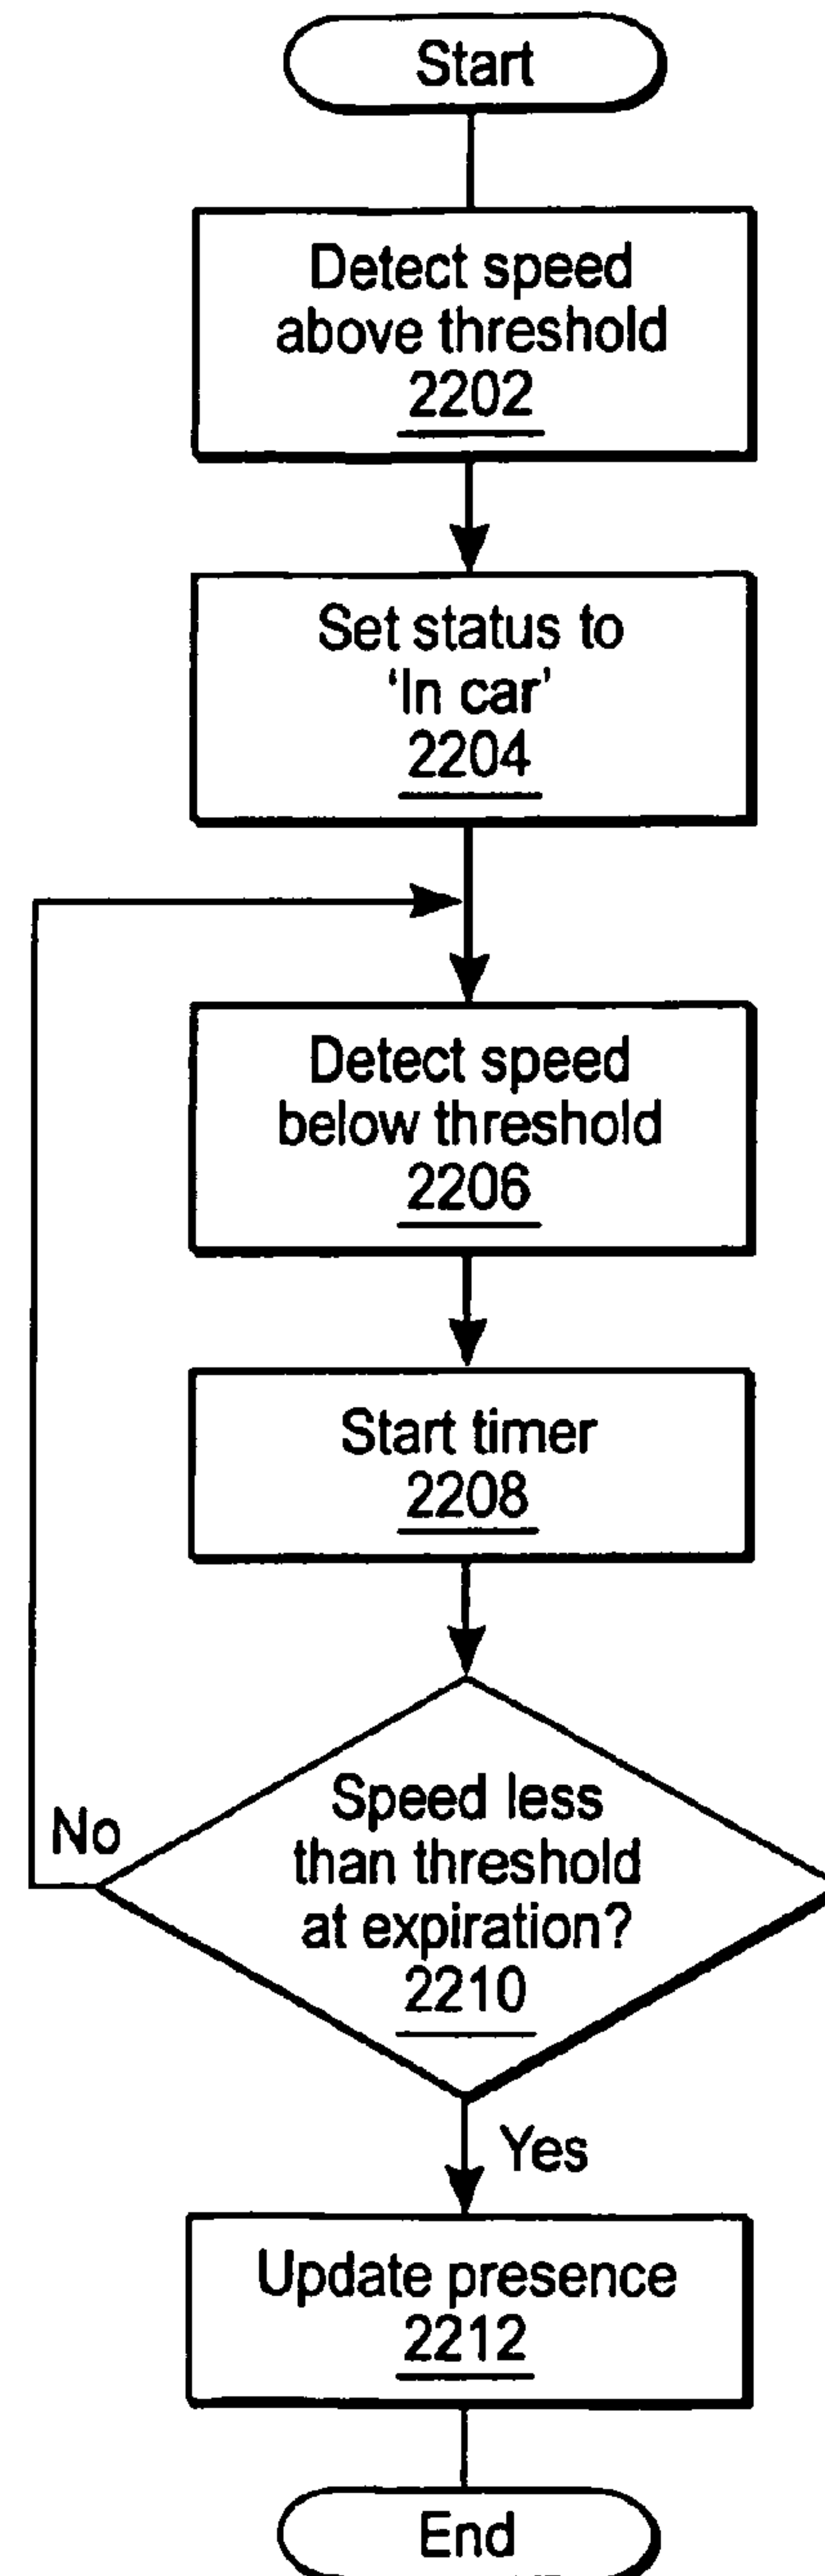 Start
Detect speed
above threshold
2202
Set status to
‘In car’
2204
Detect speed
below threshold
2206
Start timer
2208
Speed less
than threshold
at expiration?
2210
No
Yes
Update presence
2212
End